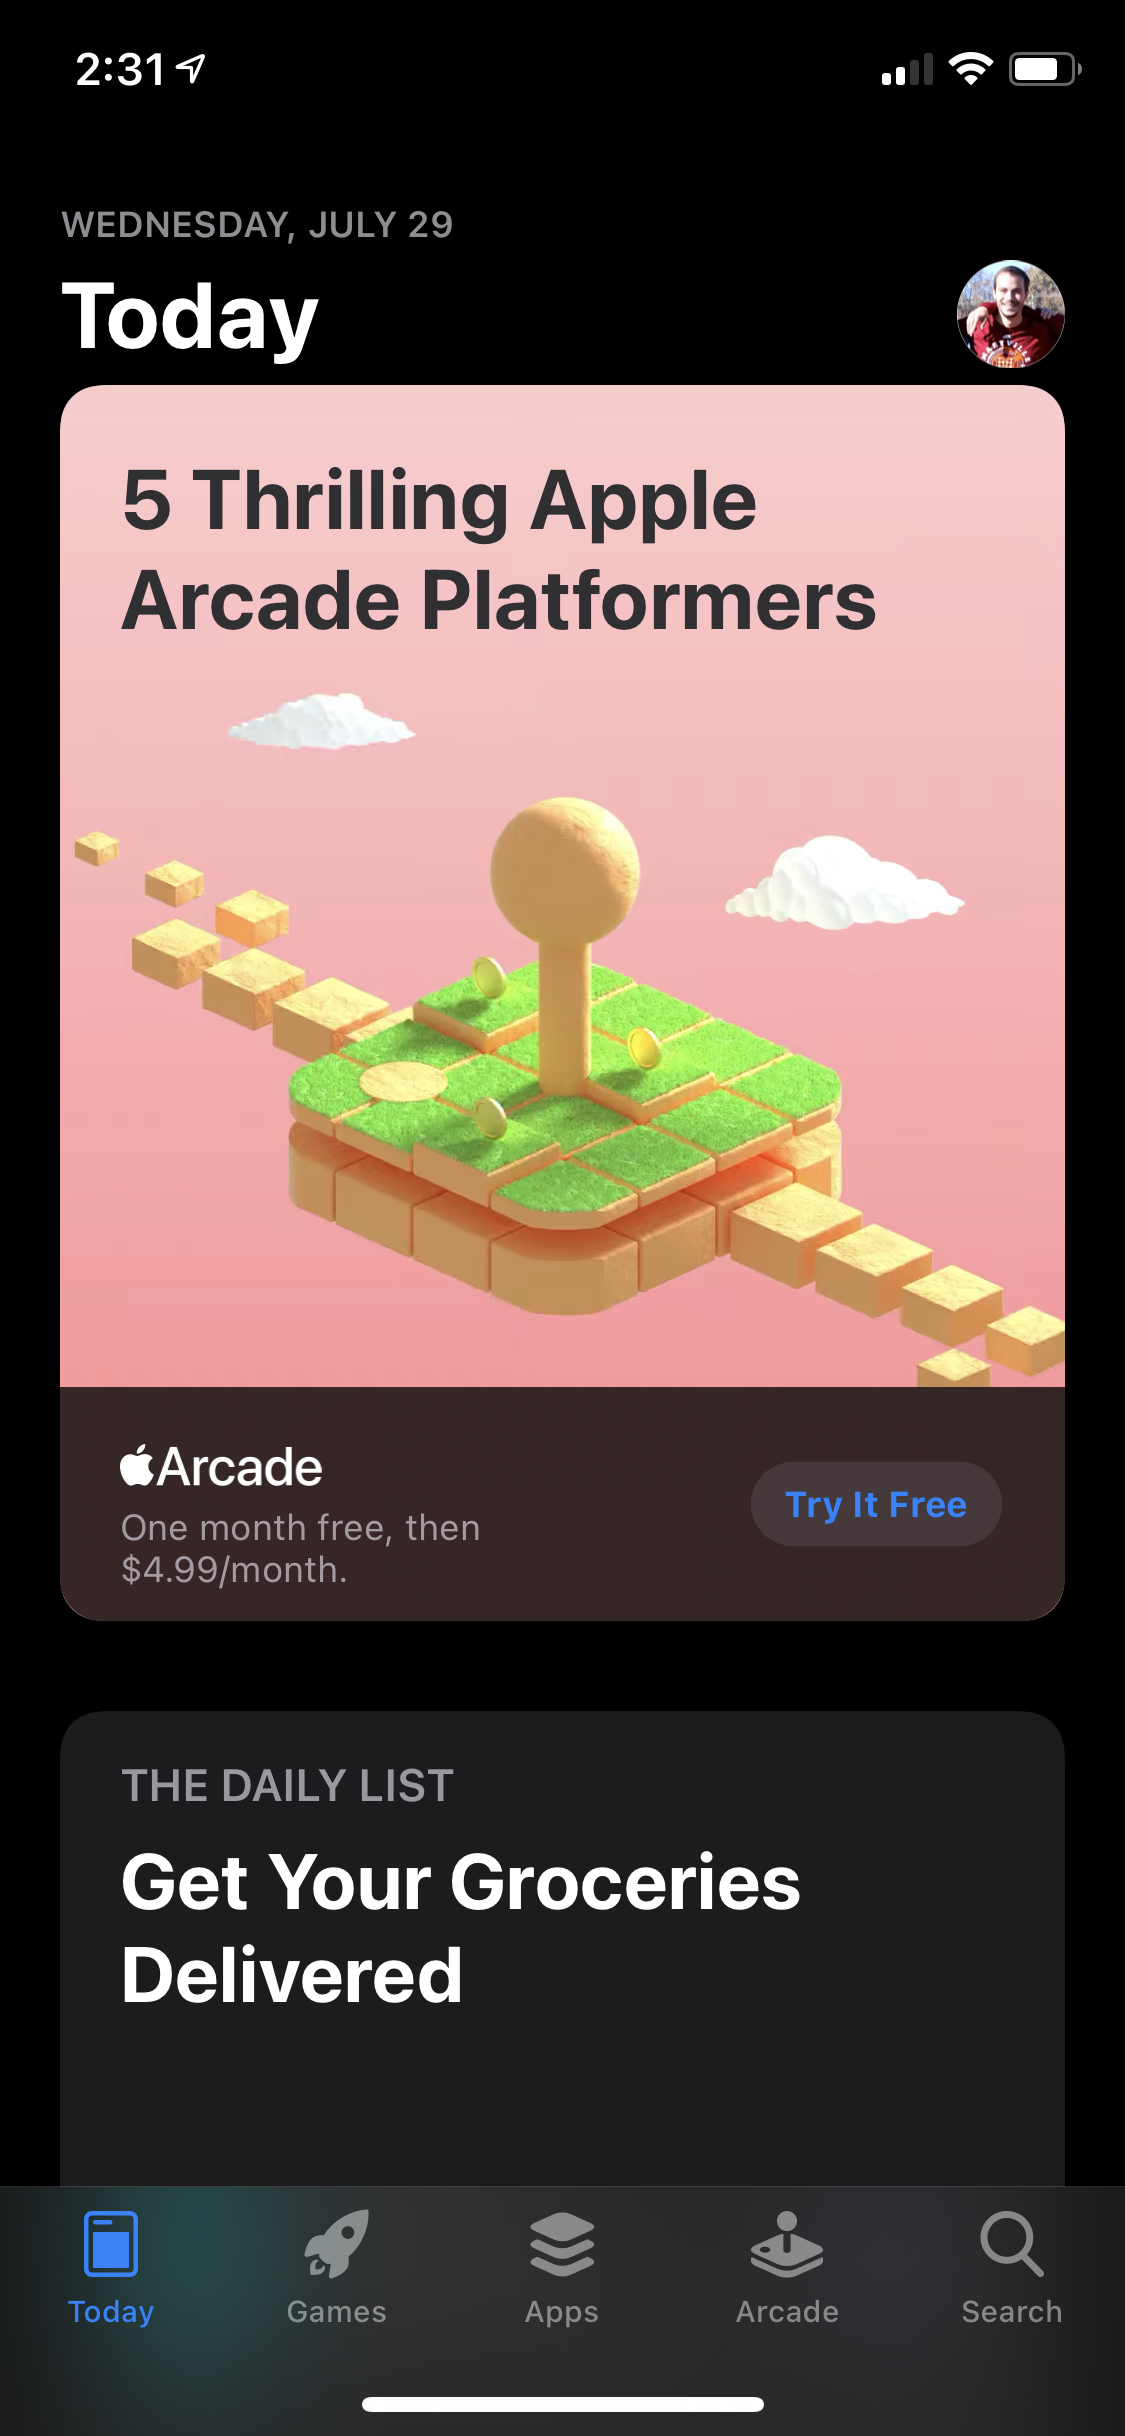 2:31
WEDNESDAY, JULY 29
Today
5 Thrilling Apple
Arcade Platformers
Arcade
One month free, then
$4.99/month.
Try It Free
THE DAILY LIST
Get Your Groceries
Delivered
Today
Games
Apps
Arcade
Search